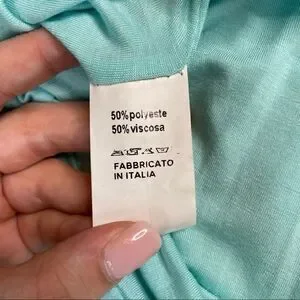 50% polyeste
50% viscosa
FABBRICATO
IN ITALIA